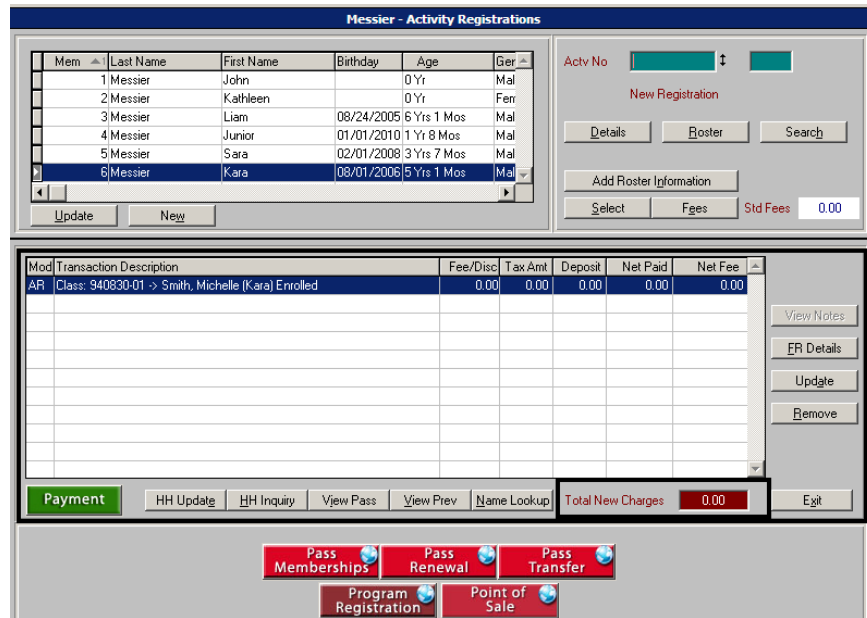 Messier - Activity Registrations
Mem 1 Last Name First Name Birthday Age Ger
1 Messier John 0 Yr Mal
2 Messier Kathleen 0 Yr Fem
3 Messier Liam 08/24/2005 6 Yrs 1 Mos Mal
4 Messier Junior 01/01/2010 1 Yr 8 Mos Mal
5 Messier Sara 02/01/2008 3 Yrs 7 Mos Mal
6 Messier Kara 08/01/2006 5 Yrs 1 Mos Mal
Update New
Actv No
New Registration
Details Roster Search
Add Roster Information
Select Fees Std Fees 0.00
Mod Transaction Description Fee/Disc Tax Amt Deposit Net Paid Net Fee
AR Class: 940830-01 -> Smith, Michelle (Kara) Enrolled 0.00 0.00 0.00 0.00 0.00
View Notes
FR Details
Update
Remove
Payment HH Update HH Inquiry View Pass View Prev Name Lookup Total New Charges 0.00 Exit
Pass Memberships Pass Renewal Pass Transfer
Program Registration Point of Sale